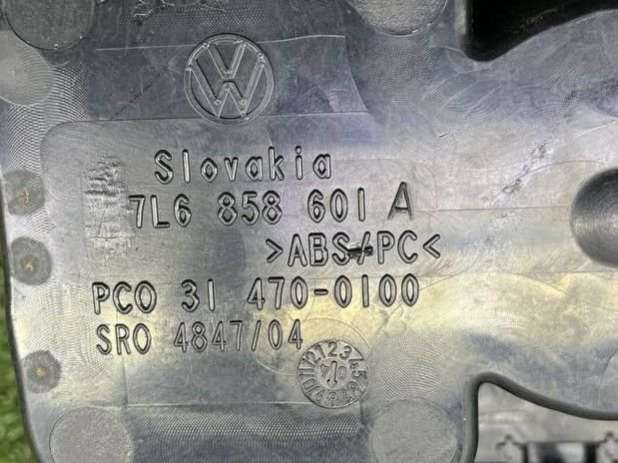 Slovakia
7L6 858 601 A
>ABS+PC<
PCO 31 470-0100
SRO 4847/04